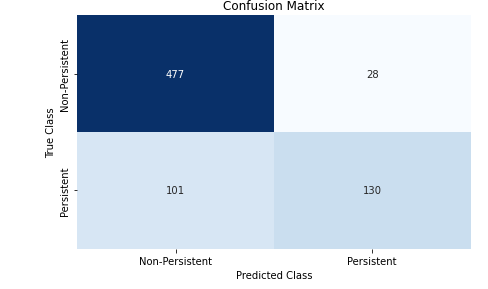 Confusion Matrix
True Class
Non-Persistent
477
28
Persistent
101
130
Non-Persistent
Persistent
Predicted Class